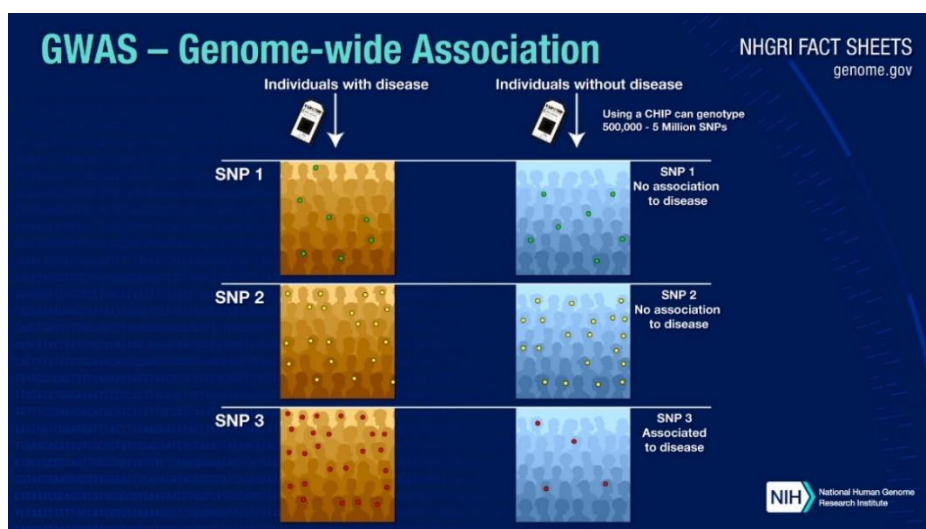 GWAS – Genome-wide Association
NHGRI FACT SHEETS
genome.gov
Individuals with disease
Individuals without disease
Using a CHIP can genotype
500,000 - 5 Million SNPs
SNP 1
SNP 1
No association
to disease
SNP 2
SNP 2
No association
to disease
SNP 3
SNP 3
Associated
to disease
NIH
National Human Genome
Research Institute